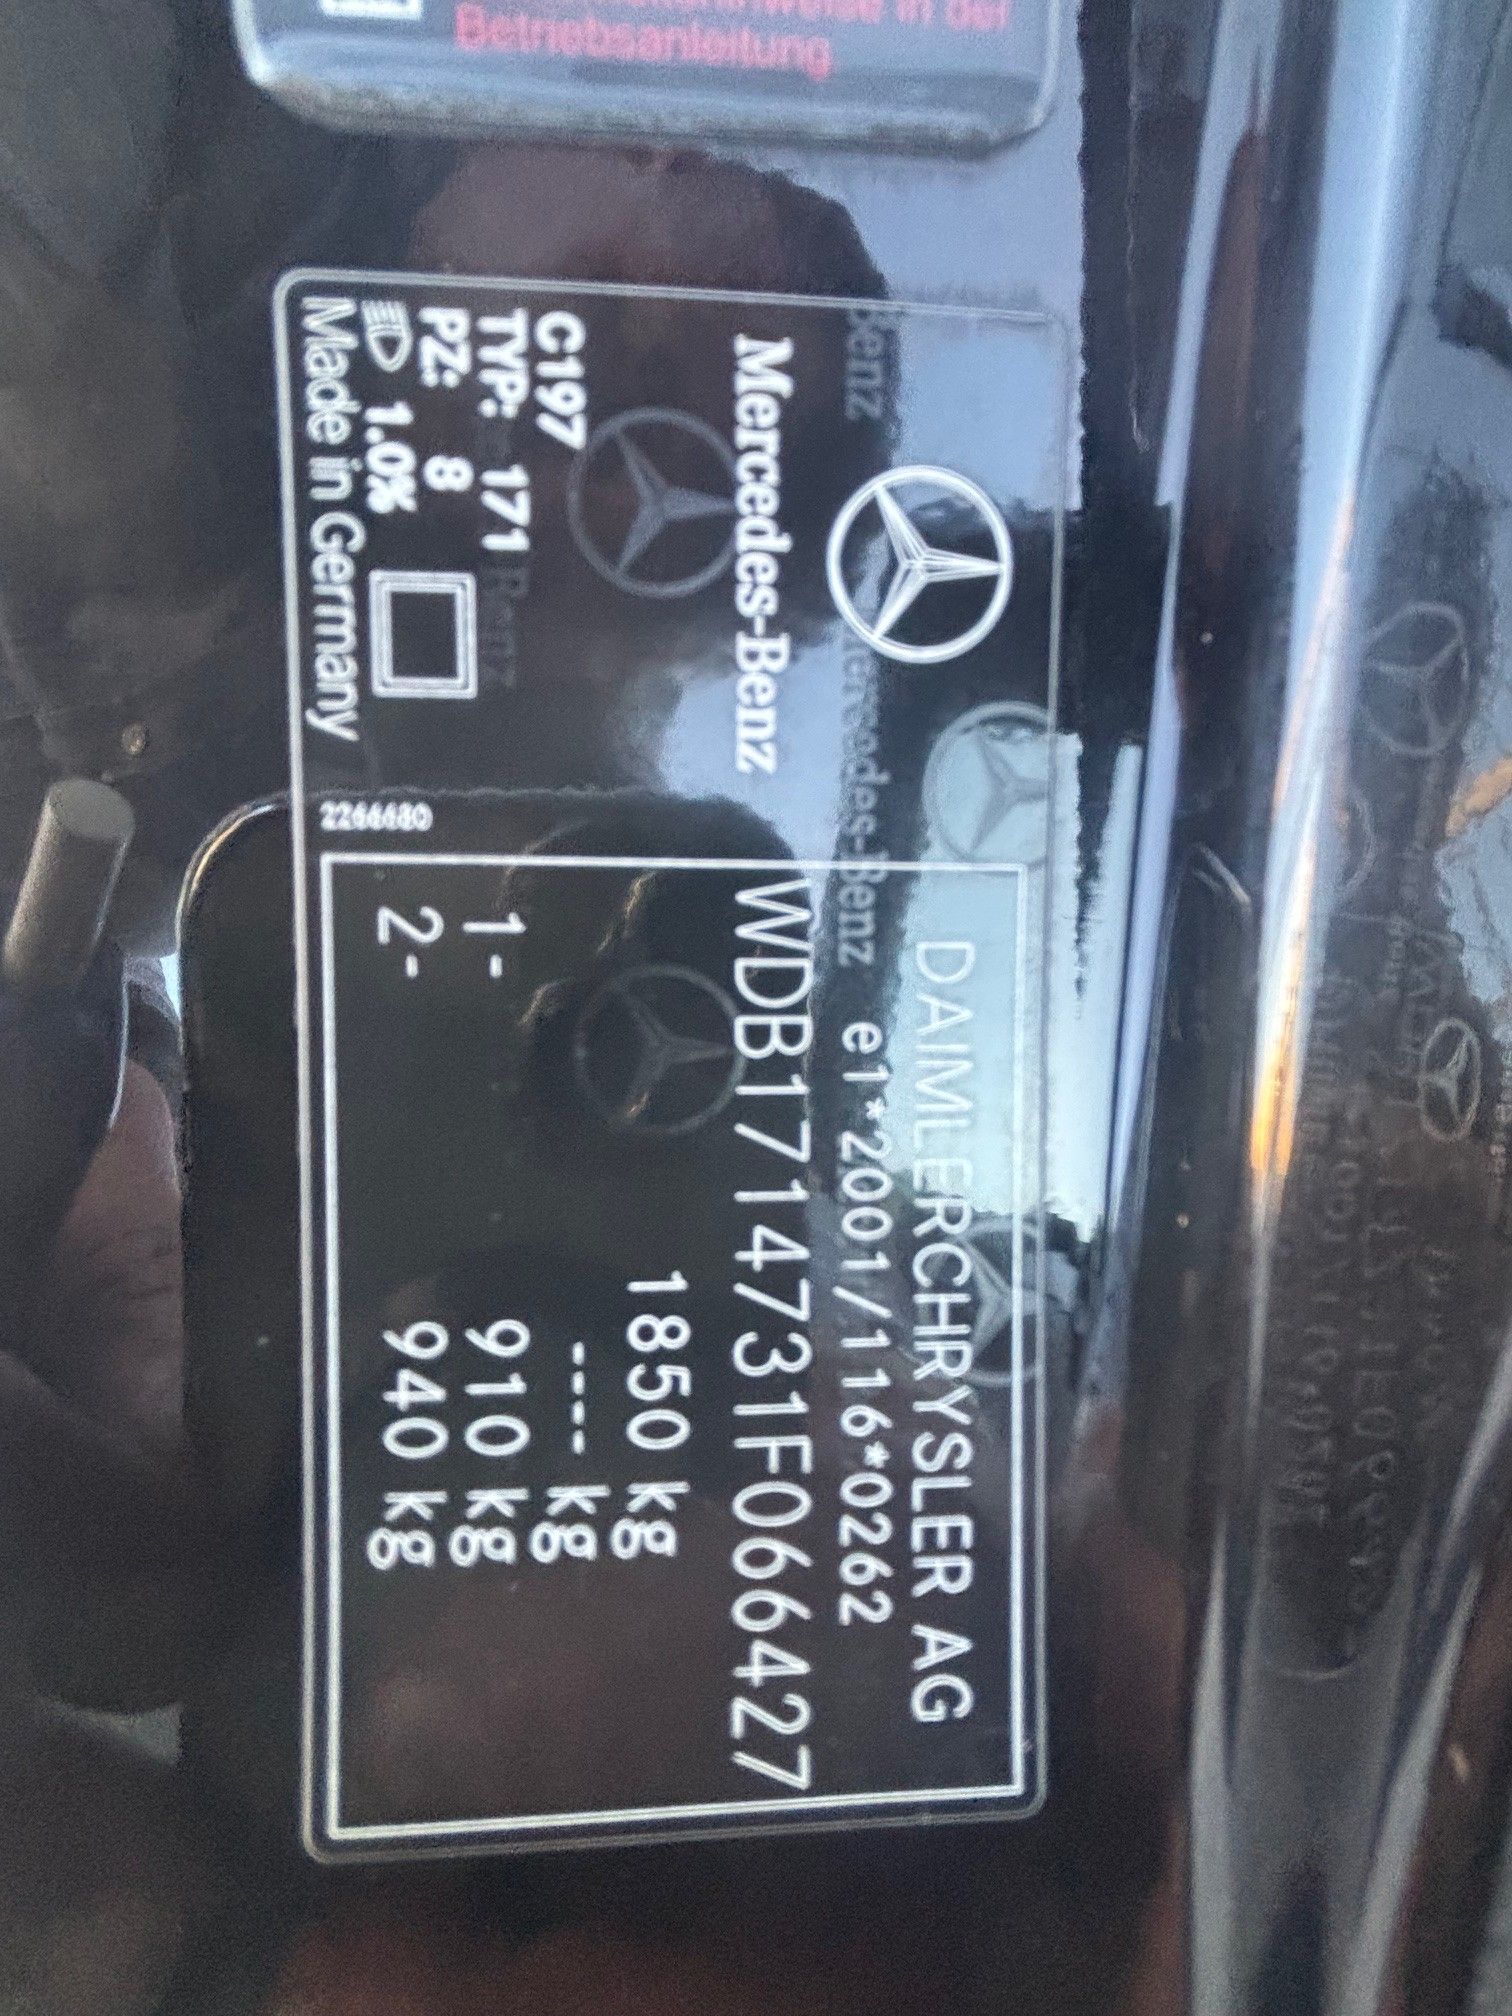 Betriebsanleitung
Mercedes-Benz
C197
TYP: 171
PZ: 8
1.0%
Made in Germany
DAIMLERCHRYSLER AG
e1*2001/116*0262
WDB1714731F066427
1850 kg
---- kg
1- 910 kg
2- 940 kg